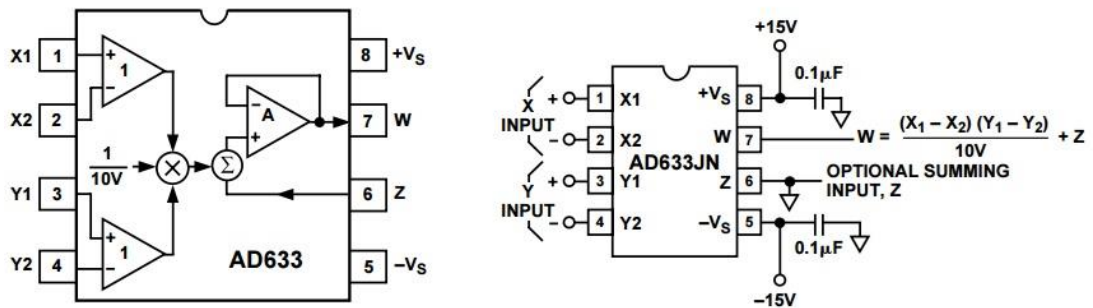 X1 1 + 1 − 8 +VS
X2 2 − A + 7 W
1
10V × Σ
Y1 3 + 1 − 6 Z
Y2 4 AD633 5 −VS
+15V
0.1µF
X INPUT + 1 X1 +VS 8
− 2 X2 W 7 W = (X1 − X2) (Y1 − Y2) + Z
10V
AD633JN
Y INPUT + 3 Y1 Z 6 OPTIONAL SUMMING
INPUT, Z
− 4 Y2 −VS 5
0.1µF
−15V